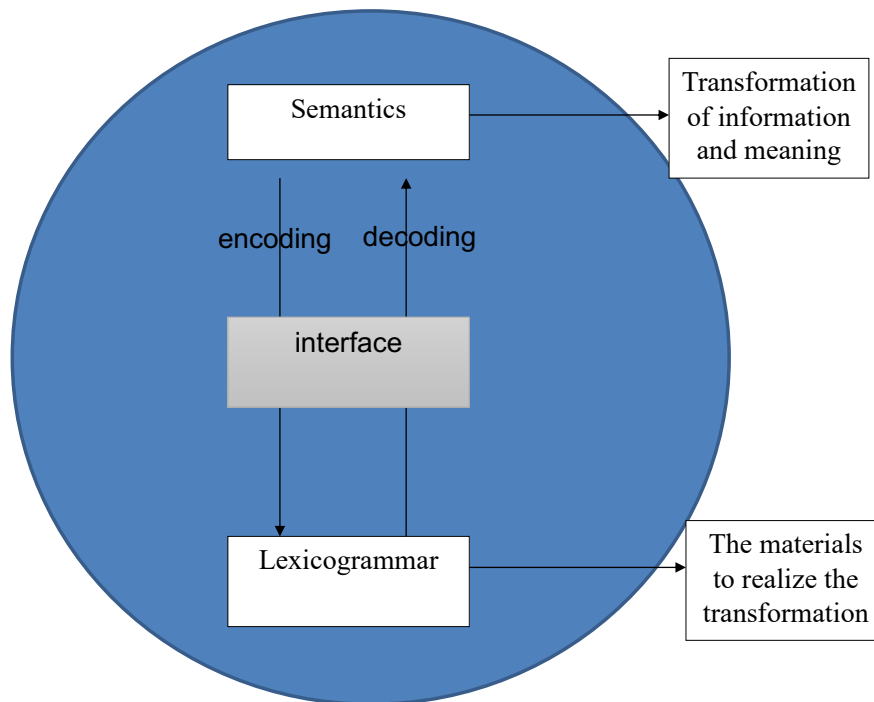 Semantics
Transformation
of information
and meaning
encoding
decoding
interface
Lexicogrammar
The materials
to realize the
transformation